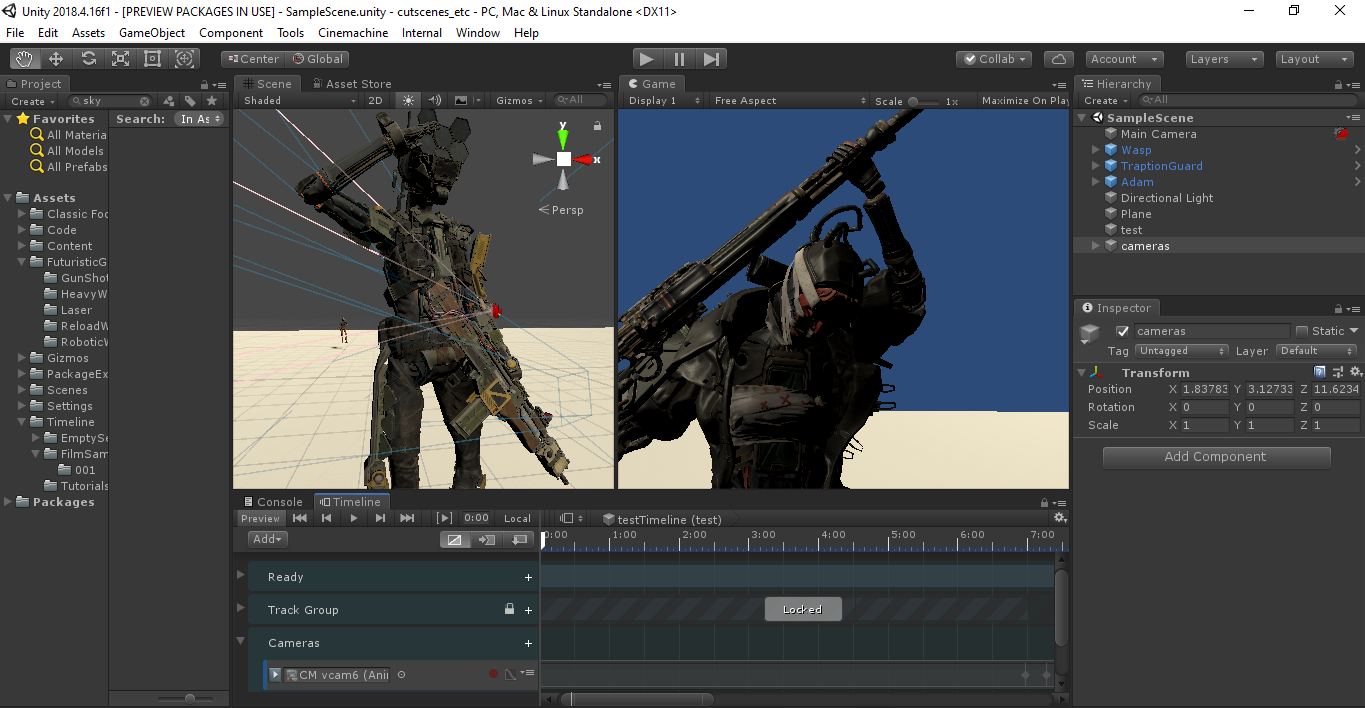 Unity 2018.4.16f1 - [PREVIEW PACKAGES IN USE] - SampleScene.unity - cutscenes_etc - PC, Mac & Linux Standalone <DX11>
File Edit Assets GameObject Component Tools Cinemachine Internal Window Help
Center Global Collab Account Layers Layout
Project
Create sky
Favorites
All Materia
All Models
All Prefabs
Assets
Classic Foo
Code
Content
FuturisticG
GunShot
HeavyW
Laser
ReloadW
RoboticW
Gizmos
PackageEx
Scenes
Settings
Timeline
EmptySe
FilmSam
001
Tutorials
Packages
Search: In As
Scene Asset Store
Shaded 2D Gizmos All
y
x
Persp
Game
Display 1 Free Aspect Scale 1x Maximize On Play
Hierarchy
Create All
SampleScene
Main Camera
Wasp
TraptionGuard
Adam
Directional Light
Plane
test
cameras
Inspector
cameras Static
Tag Untagged Layer Default
Transform
Position X 1.83783 Y 3.12733 Z 11.6234
Rotation X 0 Y 0 Z 0
Scale X 1 Y 1 Z 1
Add Component
Console Timeline
Preview 0:00 Local testTimeline (test)
Add 0:00 1:00 2:00 3:00 4:00 5:00 6:00 7:00
Ready
Track Group Locked
Cameras
CM vcam6 (Ani